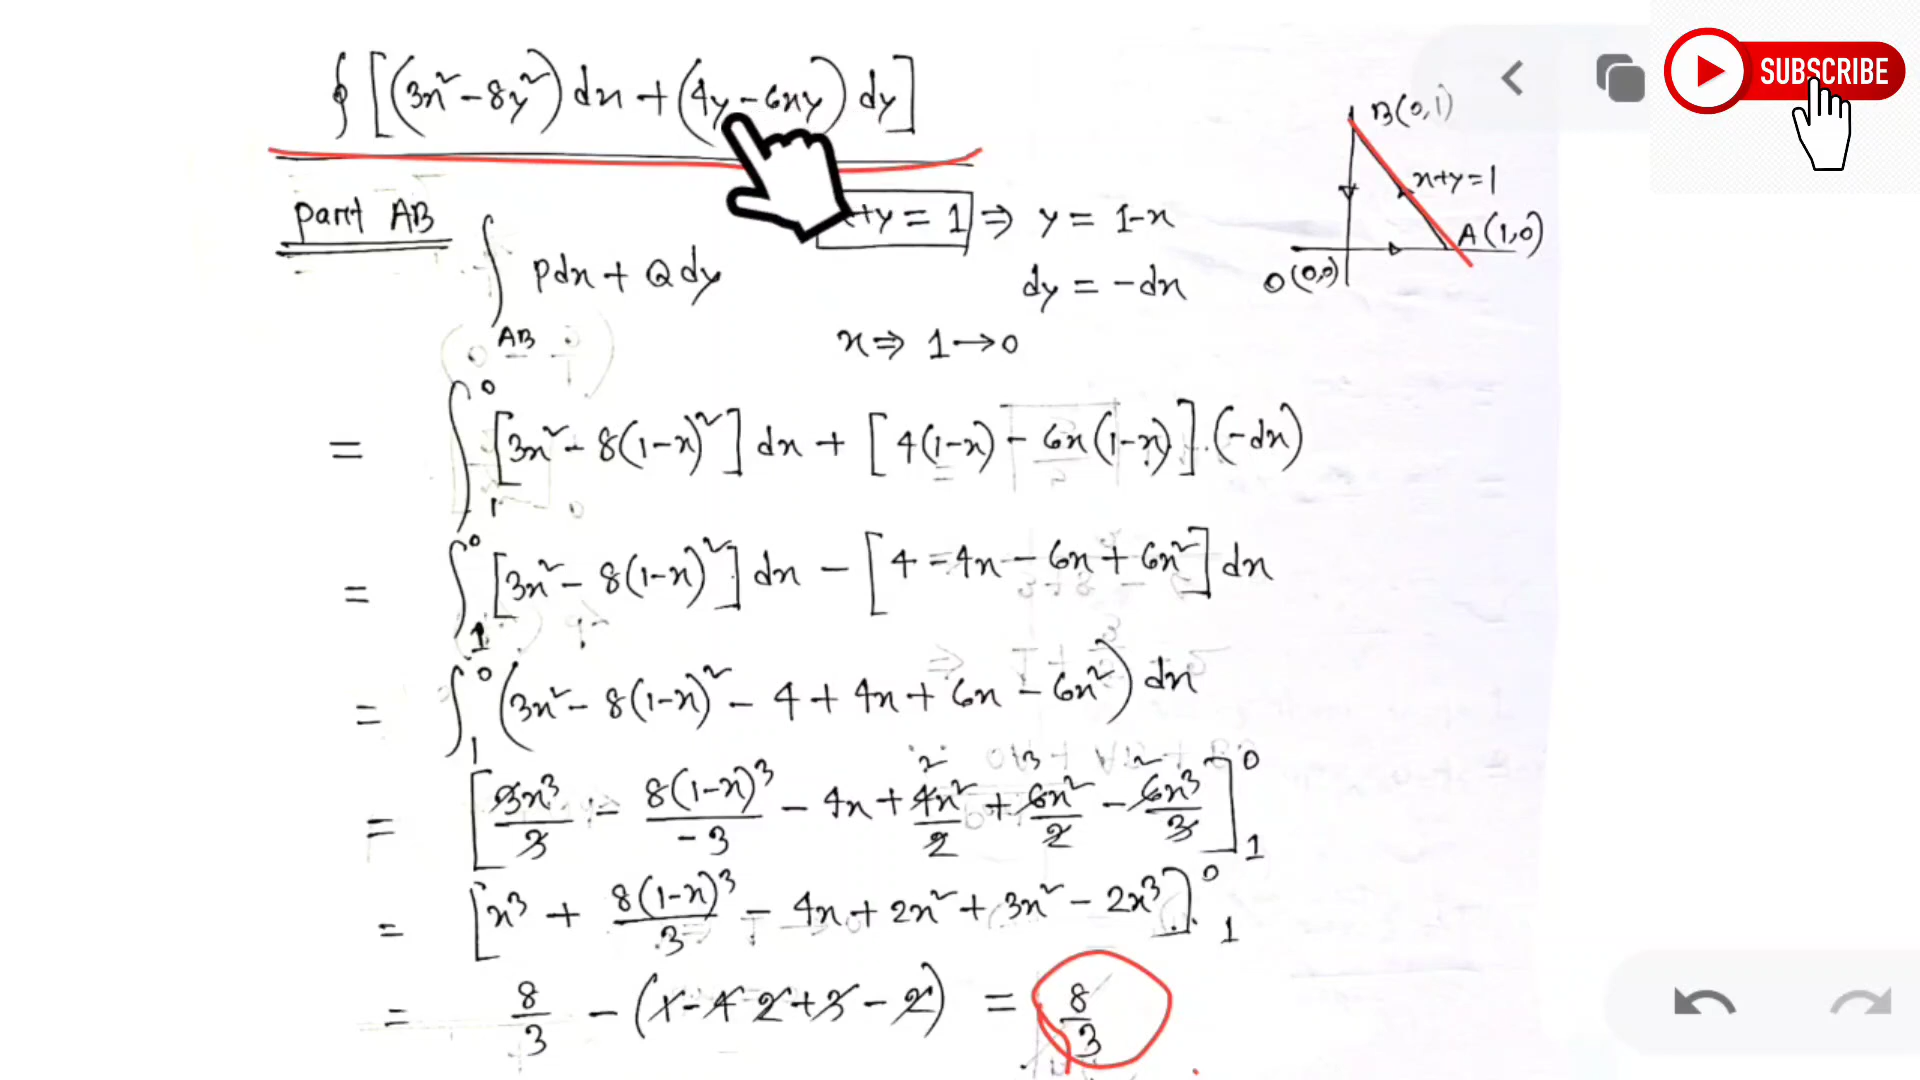 ∮ [(3x² - 8y²) dx + (4y - 6xy) dy]
SUBSCRIBE
B(0,1)
x+y=1
A(1,0)
O(0,0)
Part AB
+y = 1 ⇒ y = 1-x
∫ Pdx + Qdy
AB
dy = -dx
x ⇒ 1→0
= ∫₁⁰ [3x² - 8(1-x)²] dx + [4(1-x) - 6x(1-x)] (-dx)
= ∫₁⁰ [3x² - 8(1-x)²] dx - [4 = 4x - 6x + 6x²] dx
= ∫₁⁰ (3x² - 8(1-x)² - 4 + 4x + 6x - 6x²) dx
= [3x³/3 - 8(1-x)³/-3 - 4x + 4x²/2 + 6x²/2 - 6x³/3]₁⁰
= [x³ + 8(1-x)³/3 - 4x + 2x² + 3x² - 2x³]₁⁰
= 8/3 - (1 - 4 2 + 3 - 2) = 8/3